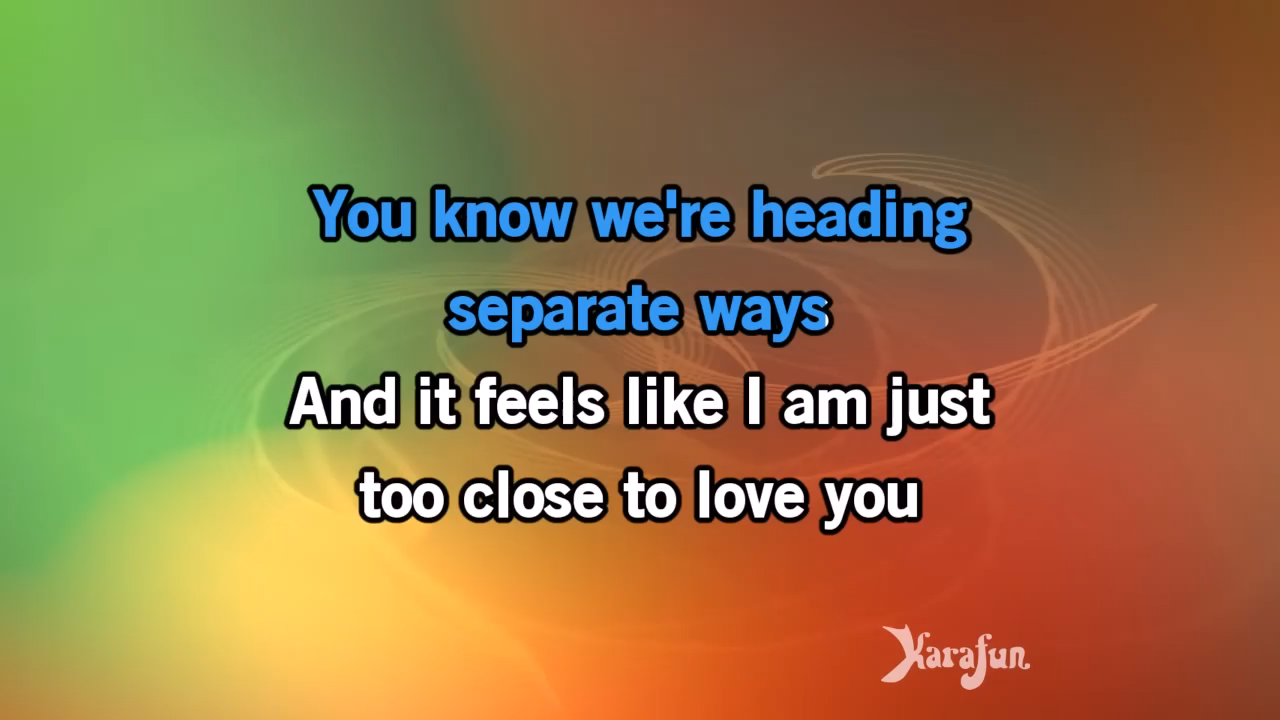 You know we're heading
separate ways
And it feels like I am just
too close to love you
Karafun